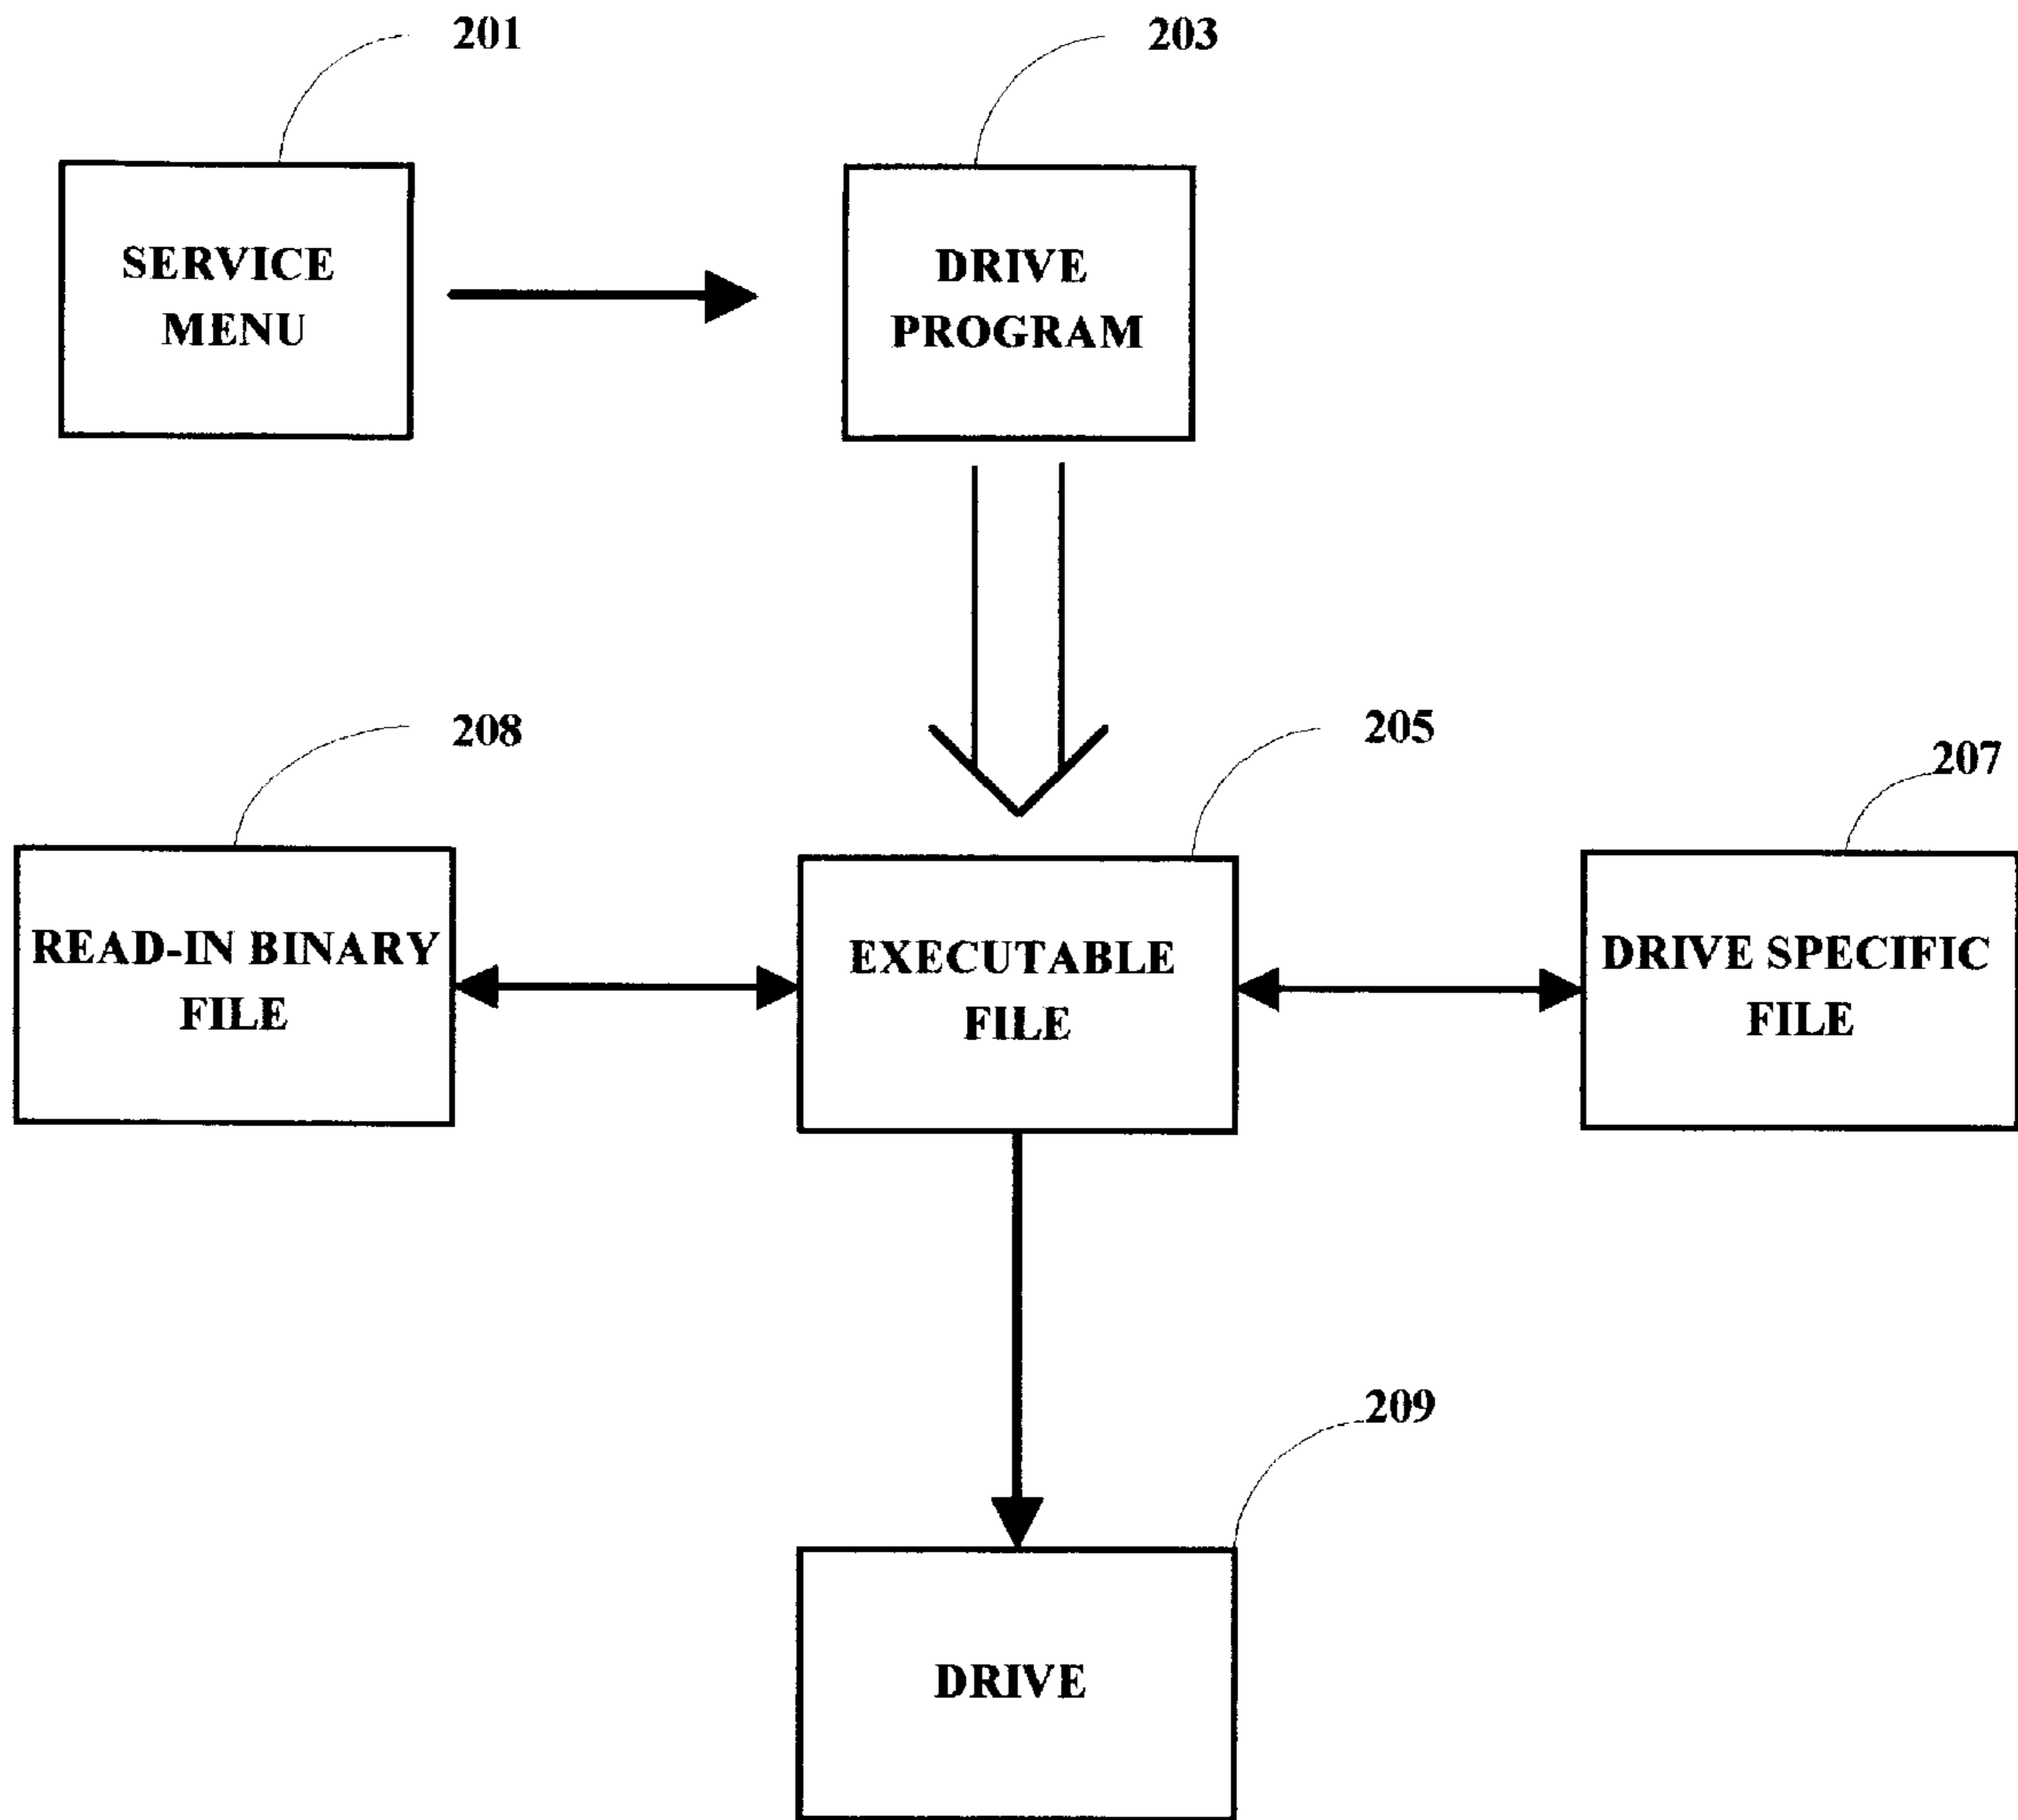 201
203
SERVICE
MENU
DRIVE
PROGRAM
208
205
207
READ-IN BINARY
FILE
EXECUTABLE
FILE
DRIVE SPECIFIC
FILE
209
DRIVE